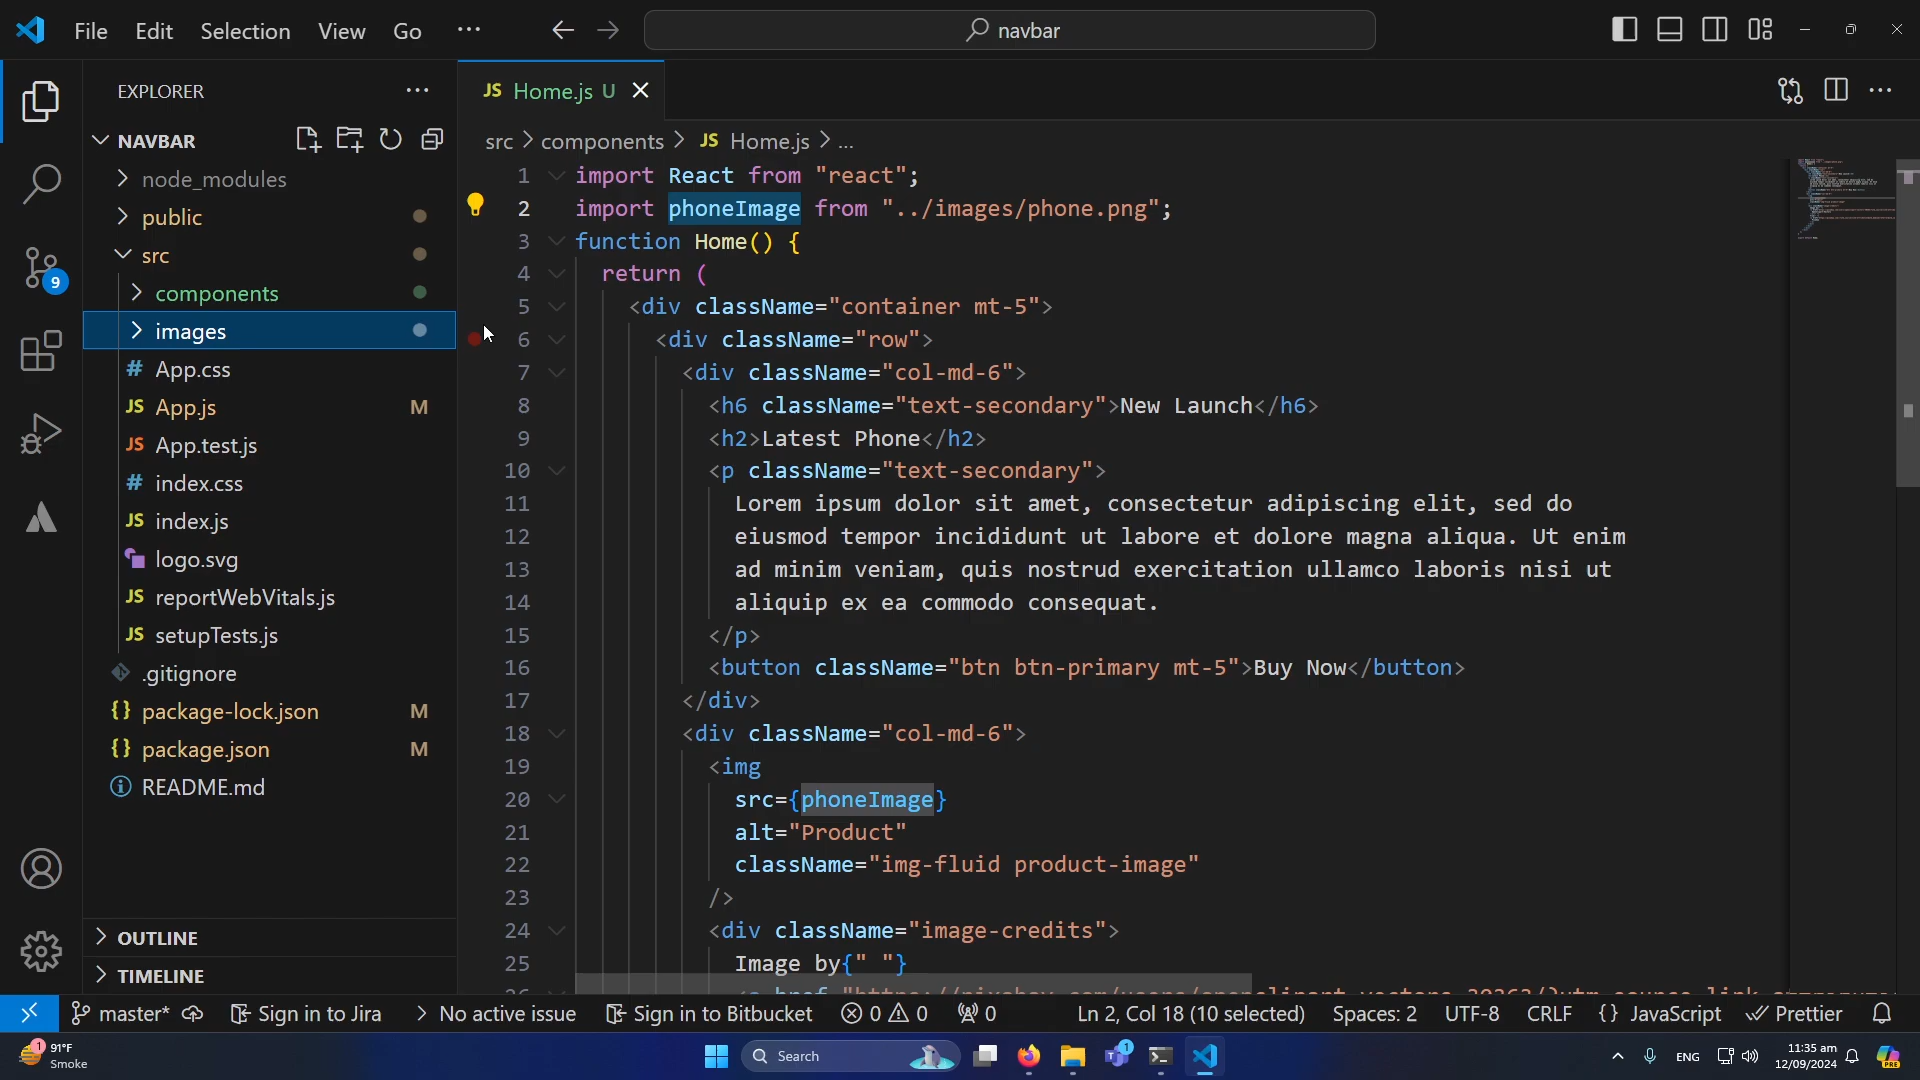 File Edit Selection View Go ···
navbar
EXPLORER
Home.js U
NAVBAR
src > components > JS Home.js > ...
node_modules
public
src
components
images
# App.css
JS App.js M
JS App.test.js
# index.css
JS index.js
logo.svg
JS reportWebVitals.js
JS setupTests.js
.gitignore
{} package-lock.json M
{} package.json M
README.md
OUTLINE
TIMELINE
9
1 import React from "react";
2 import phoneImage from "../images/phone.png";
3 function Home() {
4 return (
5 <div className="container mt-5">
6 <div className="row">
7 <div className="col-md-6">
8 <h6 className="text-secondary">New Launch</h6>
9 <h2>Latest Phone</h2>
10 <p className="text-secondary">
11 Lorem ipsum dolor sit amet, consectetur adipiscing elit, sed do
12 eiusmod tempor incididunt ut labore et dolore magna aliqua. Ut enim
13 ad minim veniam, quis nostrud exercitation ullamco laboris nisi ut
14 aliquip ex ea commodo consequat.
15 </p>
16 <button className="btn btn-primary mt-5">Buy Now</button>
17 </div>
18 <div className="col-md-6">
19 <img
20 src={phoneImage}
21 alt="Product"
22 className="img-fluid product-image"
23 />
24 <div className="image-credits">
25 Image by{" "}
master* Sign in to Jira > No active issue Sign in to Bitbucket 0 0 0 Ln 2, Col 18 (10 selected) Spaces: 2 UTF-8 CRLF {} JavaScript Prettier
1 91°F
Smoke
Search
1
ENG
11:35 am
12/09/2024
PRE